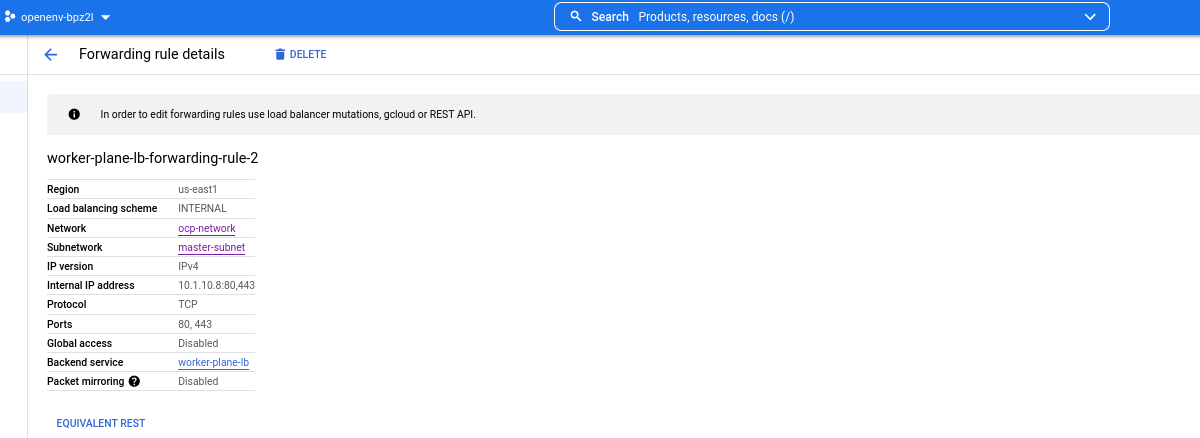 openenv-bpz2l
Search Products, resources, docs (/)
Forwarding rule details
DELETE
In order to edit forwarding rules use load balancer mutations, gcloud or REST API.
worker-plane-lb-forwarding-rule-2
Region us-east1
Load balancing scheme INTERNAL
Network ocp-network
Subnetwork master-subnet
IP version IPv4
Internal IP address 10.1.10.8:80,443
Protocol TCP
Ports 80, 443
Global access Disabled
Backend service worker-plane-lb
Packet mirroring ? Disabled
EQUIVALENT REST